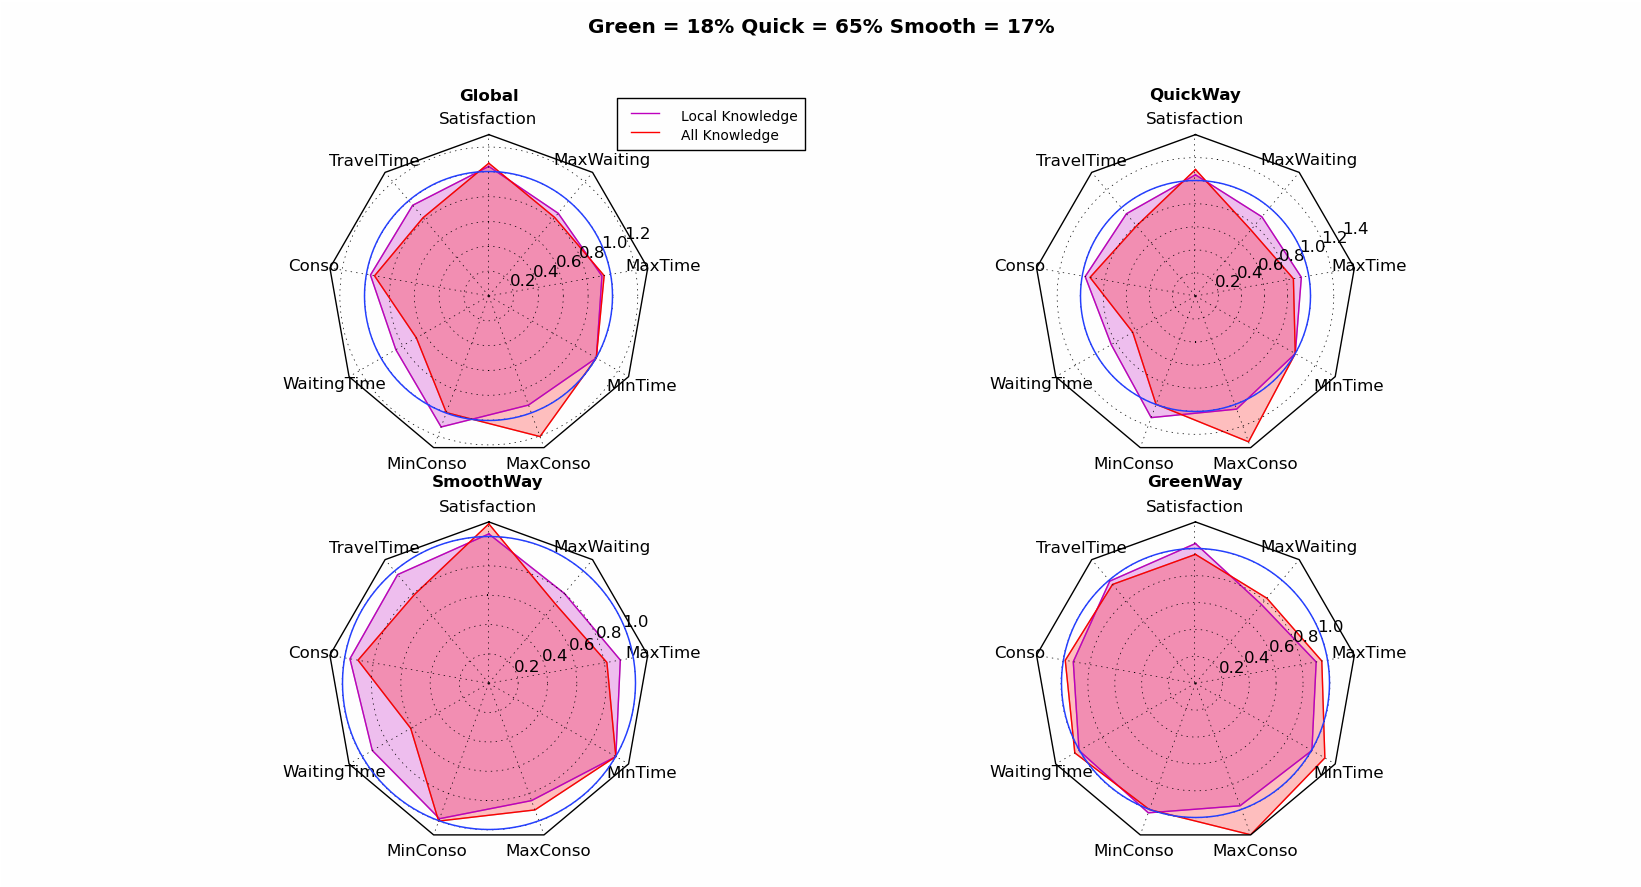 Green = 18% Quick = 65% Smooth = 17%
Global
Satisfaction
MaxWaiting
TravelTime
Conso
WaitingTime
MinConso
MaxConso
MinTime
MaxTime
0.2
0.4
0.6
0.8
1.0
1.2
Local Knowledge
All Knowledge
QuickWay
Satisfaction
MaxWaiting
TravelTime
Conso
WaitingTime
MinConso
MaxConso
MinTime
MaxTime
0.2
0.4
0.6
0.8
1.0
1.2
1.4
SmoothWay
Satisfaction
MaxWaiting
TravelTime
Conso
WaitingTime
MinConso
MaxConso
MinTime
MaxTime
0.2
0.4
0.6
0.8
1.0
GreenWay
Satisfaction
MaxWaiting
TravelTime
Conso
WaitingTime
MinConso
MaxConso
MinTime
MaxTime
0.2
0.4
0.6
0.8
1.0